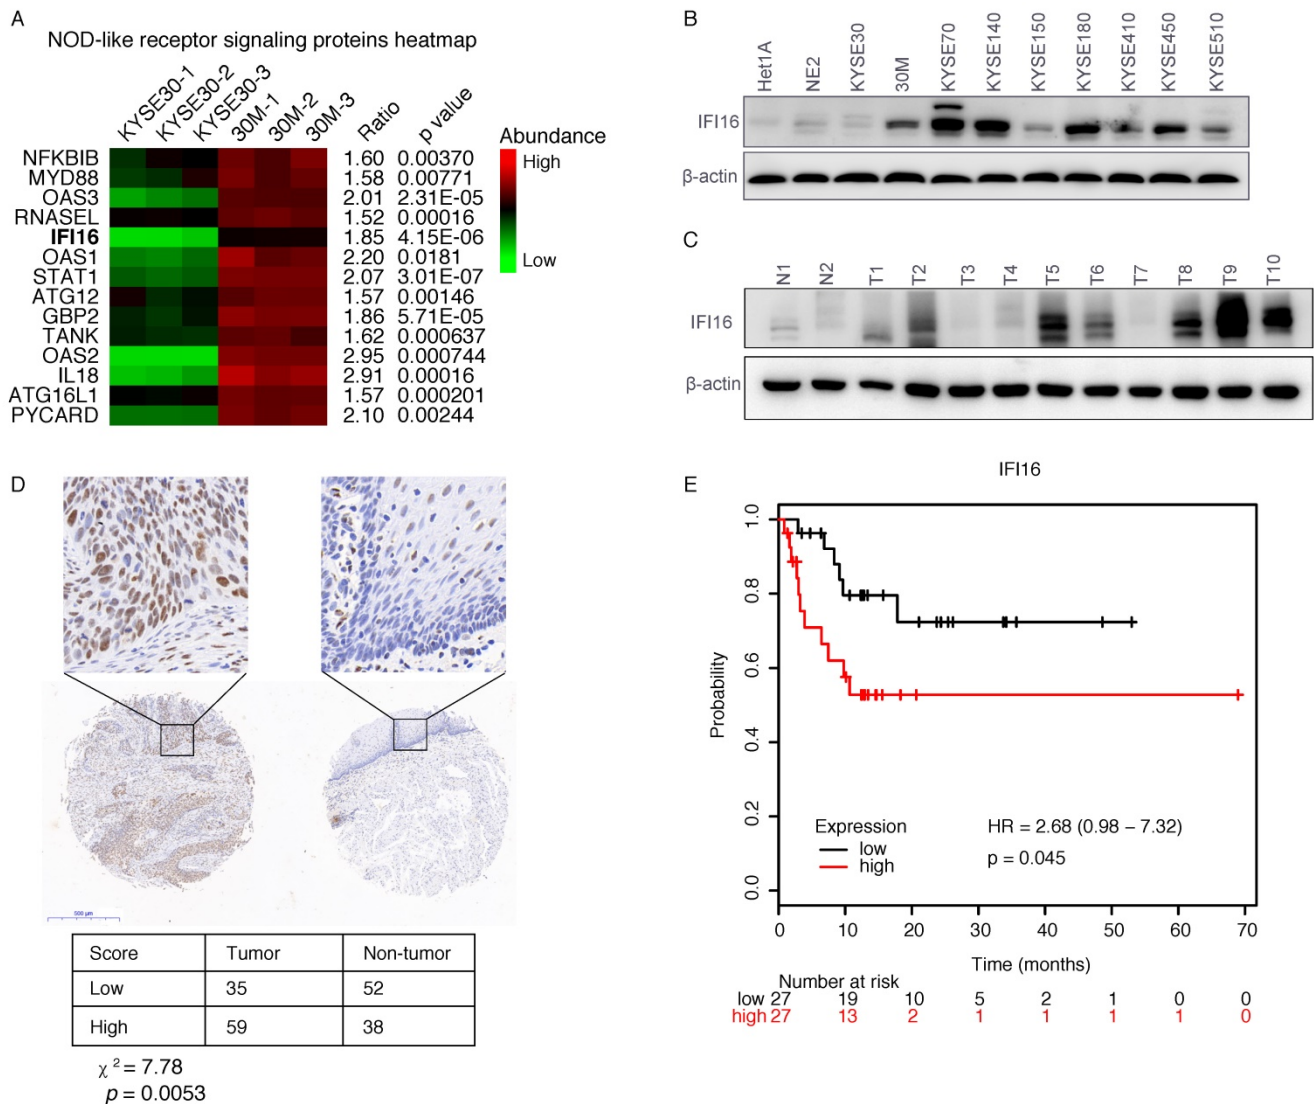 A
NOD-like receptor signaling proteins heatmap
KYSE30-1
KYSE30-2
KYSE30-3
30M-1
30M-2
30M-3
Ratio
p value
NFKBIB 1.60 0.00370
MYD88 1.58 0.00771
OAS3 2.01 2.31E-05
RNASEL 1.52 0.00016
IFI16 1.85 4.15E-06
OAS1 2.20 0.0181
STAT1 2.07 3.01E-07
ATG12 1.57 0.00146
GBP2 1.86 5.71E-05
TANK 1.62 0.000637
OAS2 2.95 0.000744
IL18 2.91 0.00016
ATG16L1 1.57 0.000201
PYCARD 2.10 0.00244
Abundance
High
Low
B
Het1A
NE2
KYSE30
30M
KYSE70
KYSE140
KYSE150
KYSE180
KYSE410
KYSE450
KYSE510
IFI16
β-actin
C
N1
N2
T1
T2
T3
T4
T5
T6
T7
T8
T9
T10
IFI16
β-actin
D
500 μm
Score Tumor Non-tumor
Low 35 52
High 59 38
χ² = 7.78
p = 0.0053
E
IFI16
Probability
1.0
0.8
0.6
0.4
0.2
0.0
Expression
low
high
HR = 2.68 (0.98 – 7.32)
p = 0.045
0 10 20 30 40 50 60 70
Time (months)
Number at risk
low 27 19 10 5 2 1 0 0
high 27 13 2 1 1 1 1 0